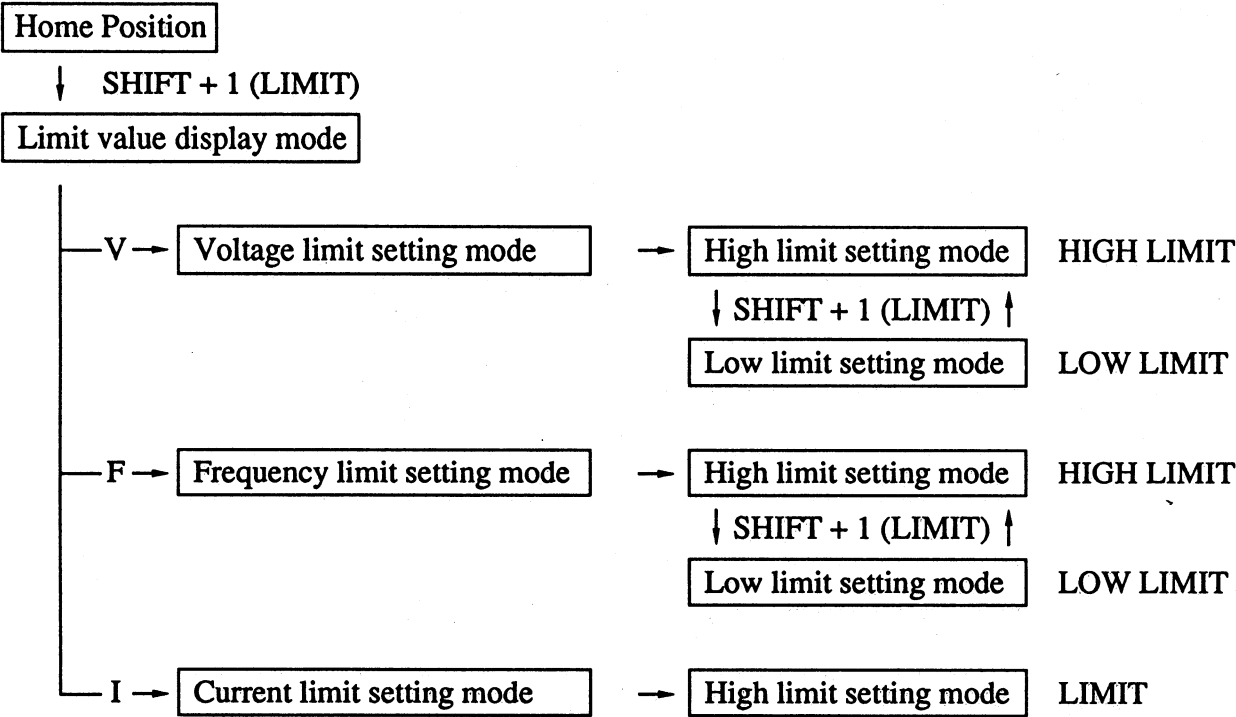 Home Position
SHIFT + 1 (LIMIT)
Limit value display mode
V Voltage limit setting mode High limit setting mode HIGH LIMIT
SHIFT + 1 (LIMIT)
Low limit setting mode LOW LIMIT
F Frequency limit setting mode High limit setting mode HIGH LIMIT
SHIFT + 1 (LIMIT)
Low limit setting mode LOW LIMIT
I Current limit setting mode High limit setting mode LIMIT